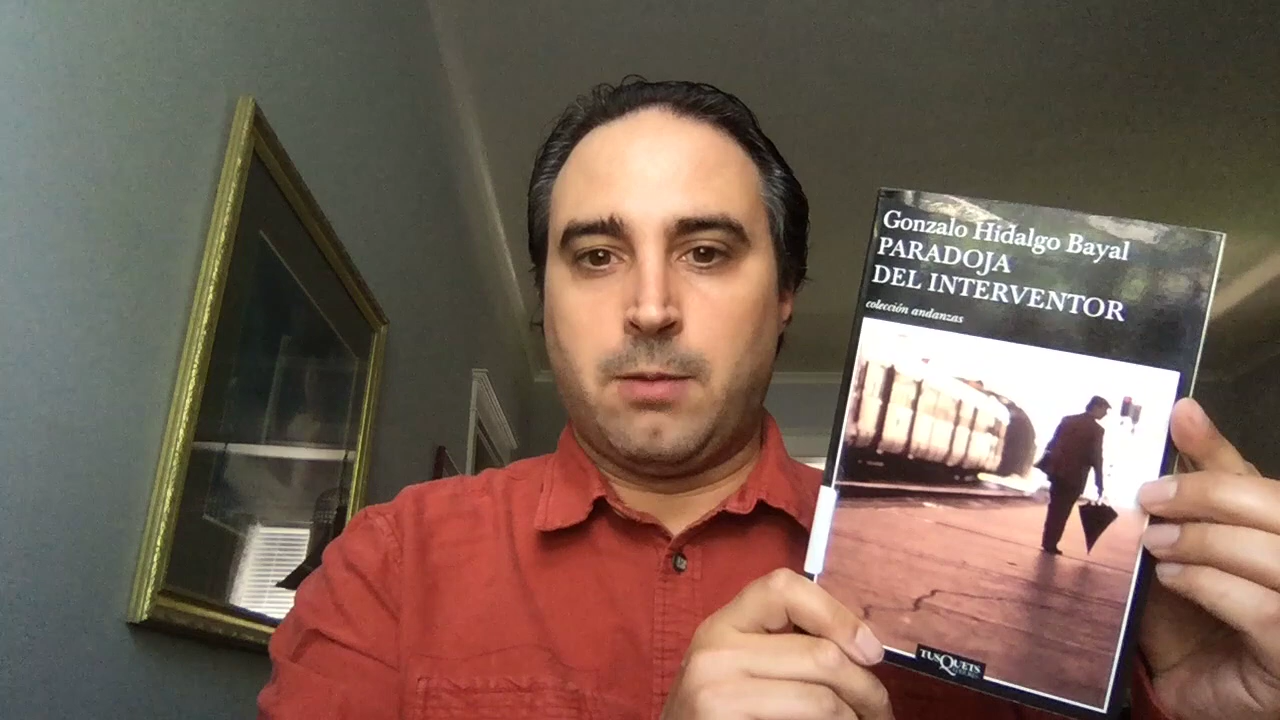 Gonzalo Hidalgo Bayal
PARADOJA
DEL INTERVENTOR
colección andanzas
TUSQUETS